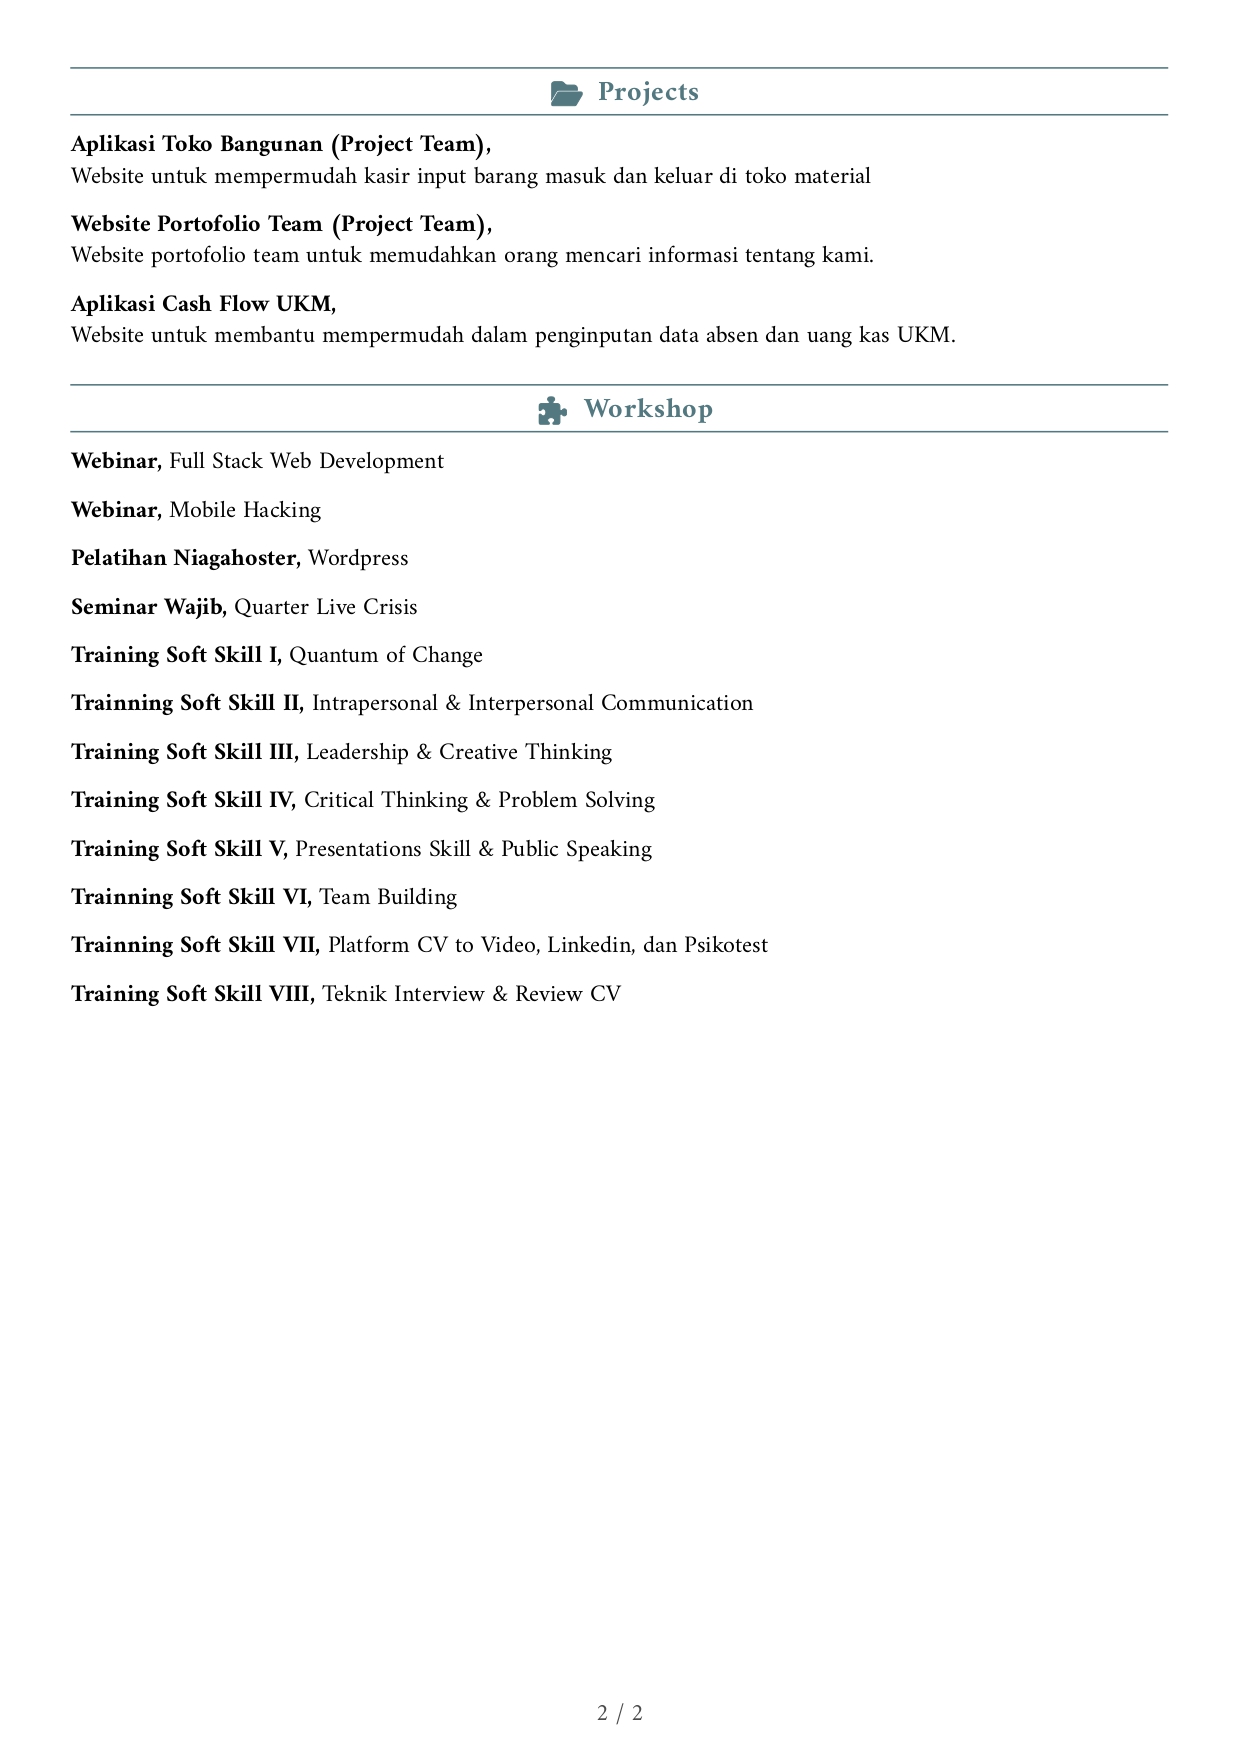 Projects
Aplikasi Toko Bangunan (Project Team),
Website untuk mempermudah kasir input barang masuk dan keluar di toko material
Website Portofolio Team (Project Team),
Website portofolio team untuk memudahkan orang mencari informasi tentang kami.
Aplikasi Cash Flow UKM,
Website untuk membantu mempermudah dalam penginputan data absen dan uang kas UKM.
Workshop
Webinar, Full Stack Web Development
Webinar, Mobile Hacking
Pelatihan Niagahoster, Wordpress
Seminar Wajib, Quarter Live Crisis
Training Soft Skill I, Quantum of Change
Trainning Soft Skill II, Intrapersonal & Interpersonal Communication
Training Soft Skill III, Leadership & Creative Thinking
Training Soft Skill IV, Critical Thinking & Problem Solving
Training Soft Skill V, Presentations Skill & Public Speaking
Trainning Soft Skill VI, Team Building
Trainning Soft Skill VII, Platform CV to Video, Linkedin, dan Psikotest
Training Soft Skill VIII, Teknik Interview & Review CV
2 / 2